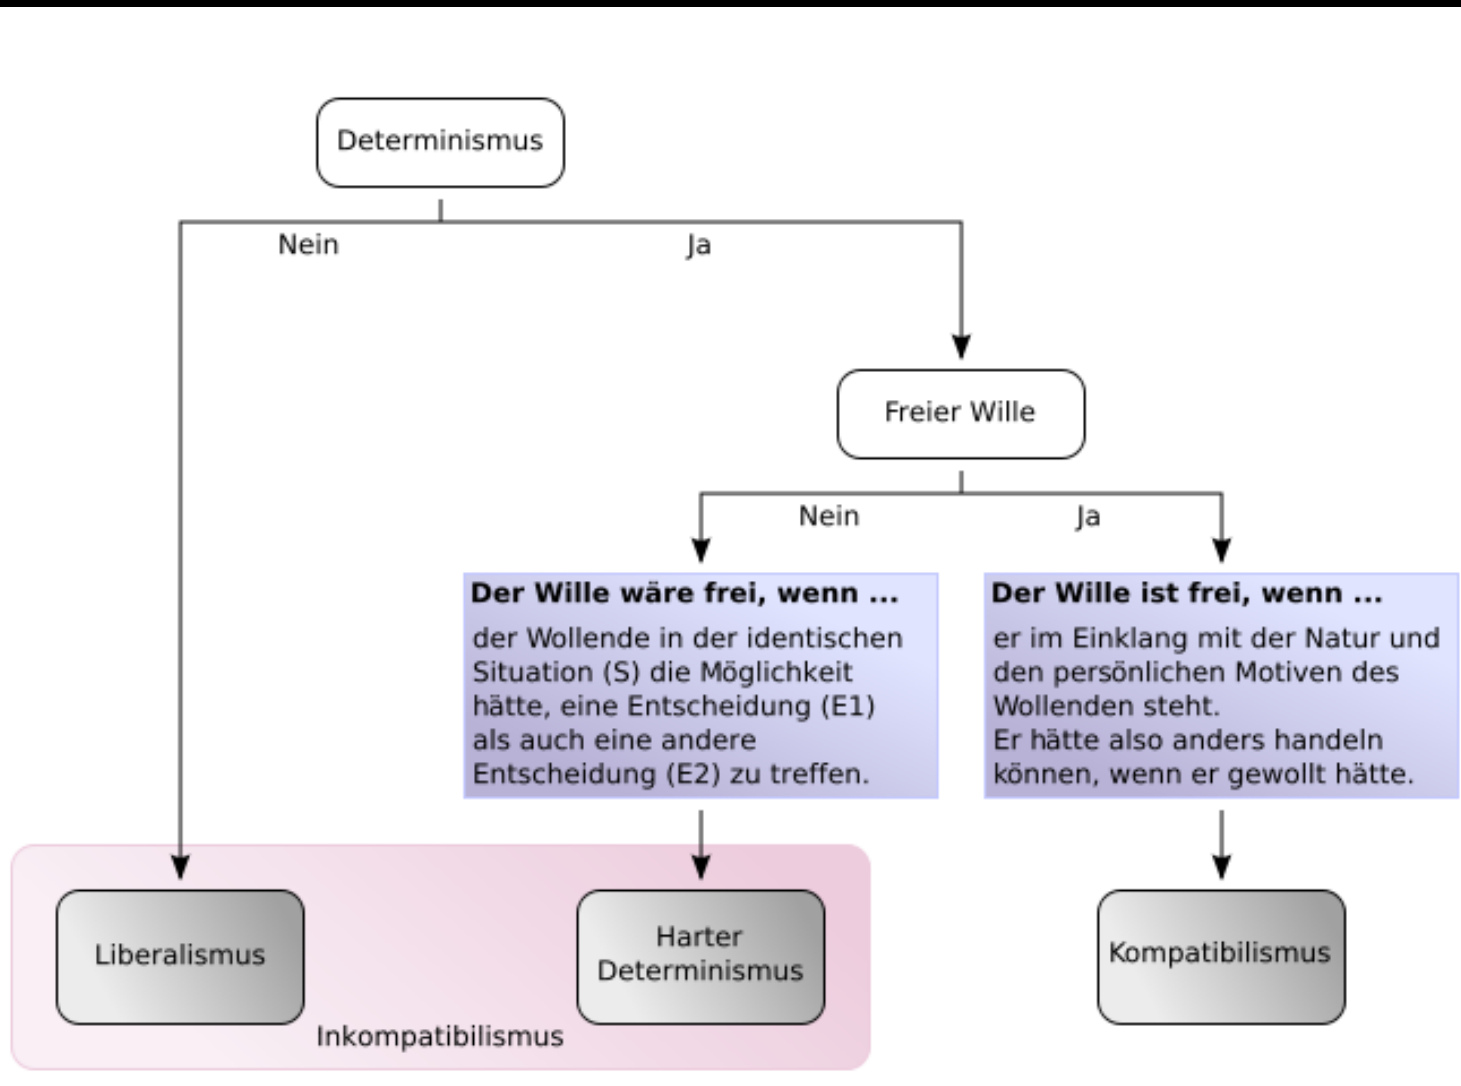 Determinismus
Nein
Ja
Freier Wille
Nein
Ja
Der Wille wäre frei, wenn ...
der Wollende in der identischen
Situation (S) die Möglichkeit
hätte, eine Entscheidung (E1)
als auch eine andere
Entscheidung (E2) zu treffen.
Der Wille ist frei, wenn ...
er im Einklang mit der Natur und
den persönlichen Motiven des
Wollenden steht.
Er hätte also anders handeln
können, wenn er gewollt hätte.
Liberalismus
Harter
Determinismus
Kompatibilismus
Inkompatibilismus